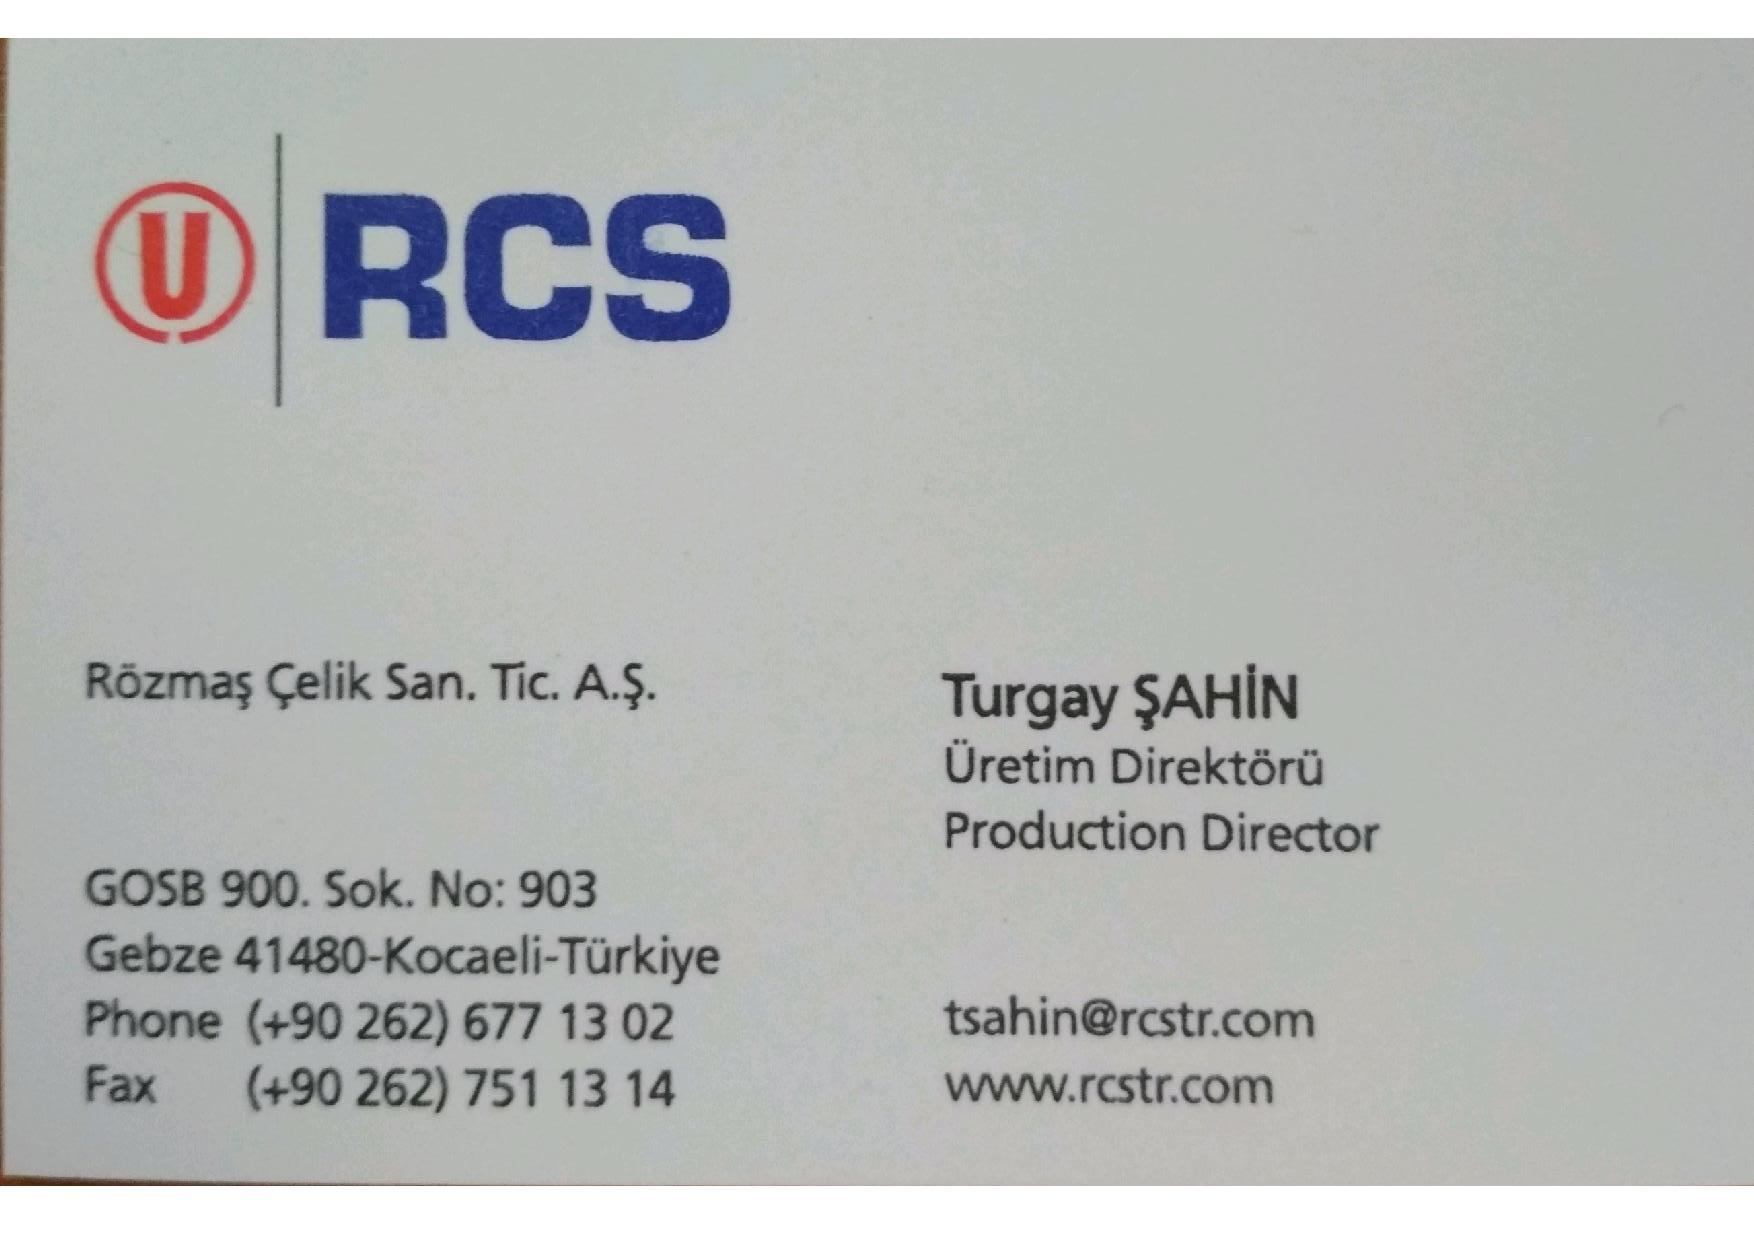 U RCS
Rözmaş Çelik San. Tic. A.Ş.
GOSB 900. Sok. No: 903
Gebze 41480-Kocaeli-Türkiye
Phone (+90 262) 677 13 02
Fax (+90 262) 751 13 14
Turgay ŞAHİN
Üretim Direktörü
Production Director
tsahin@rcstr.com
www.rcstr.com